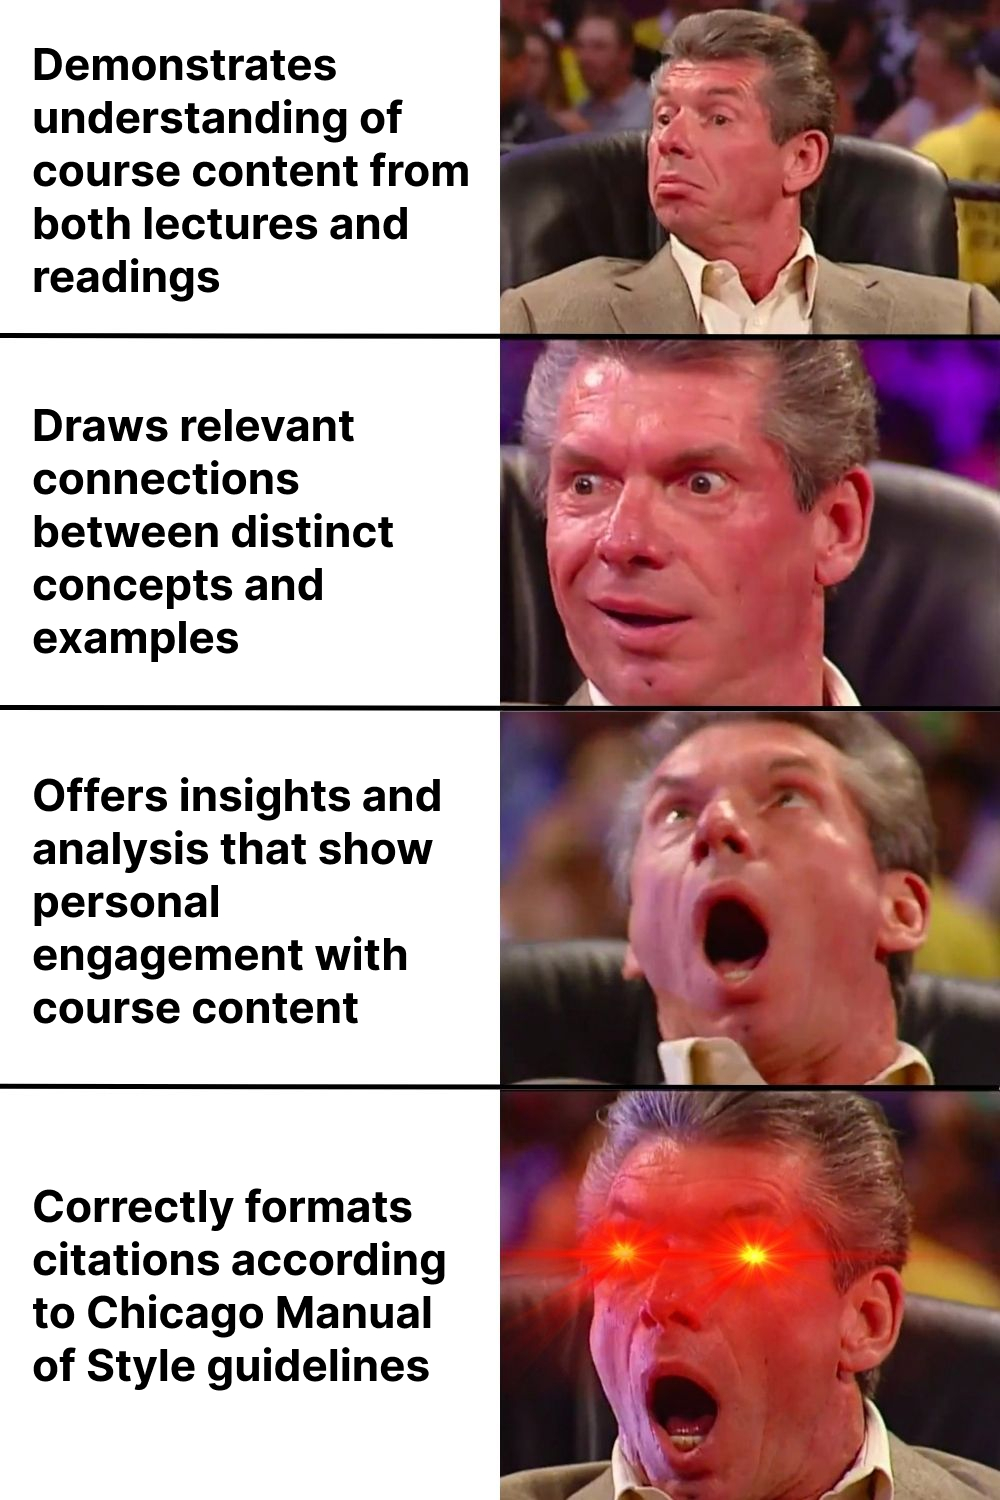 Demonstrates
understanding of
course content from
both lectures and
readings
Draws relevant
connections
between distinct
concepts and
examples
Offers insights and
analysis that show
personal
engagement with
course content
Correctly formats
citations according
to Chicago Manual
of Style guidelines